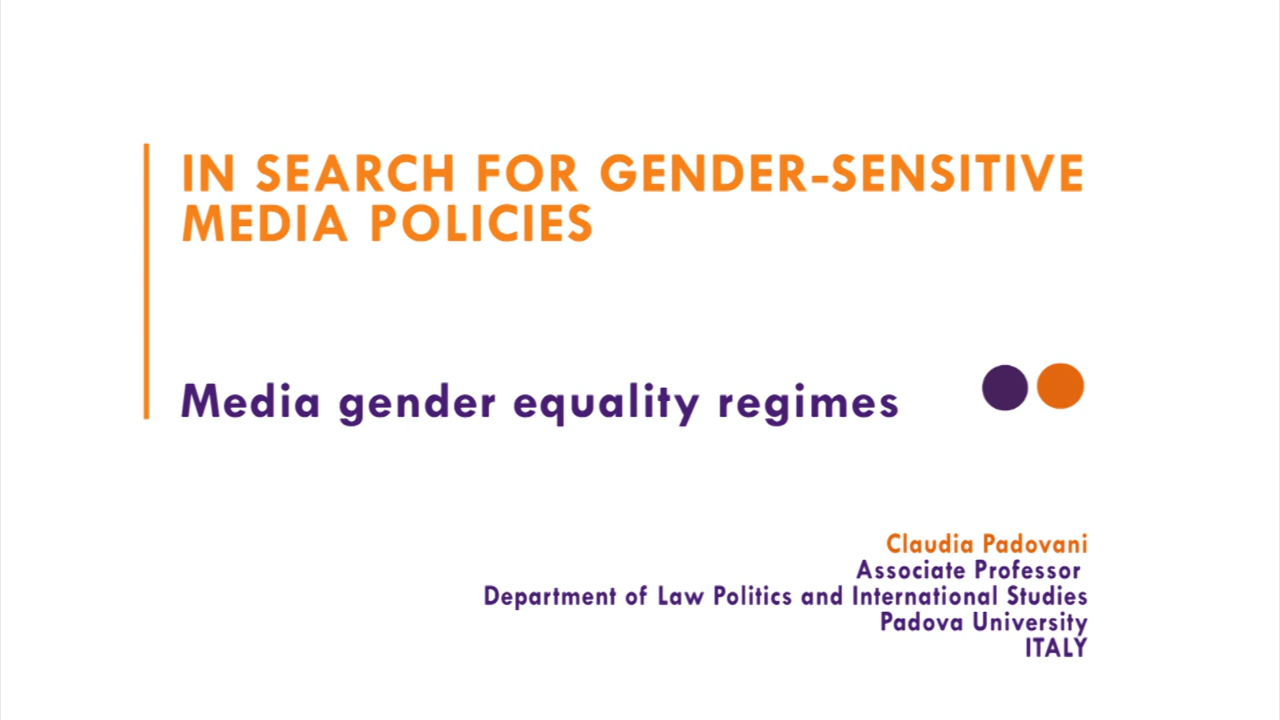 IN SEARCH FOR GENDER-SENSITIVE
MEDIA POLICIES
Media gender equality regimes
Claudia Padovani
Associate Professor
Department of Law Politics and International Studies
Padova University
ITALY